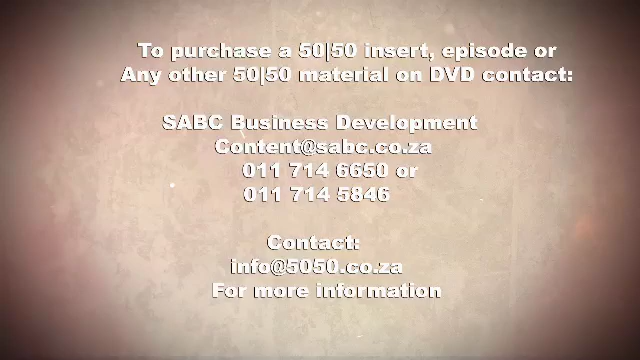 To purchase a 50|50 insert, episode or
Any other 50|50 material on DVD contact:
SABC Business Development
Content@sabc.co.za
011 714 6650 or
011 714 5846
Contact:
info@5050.co.za
For more information